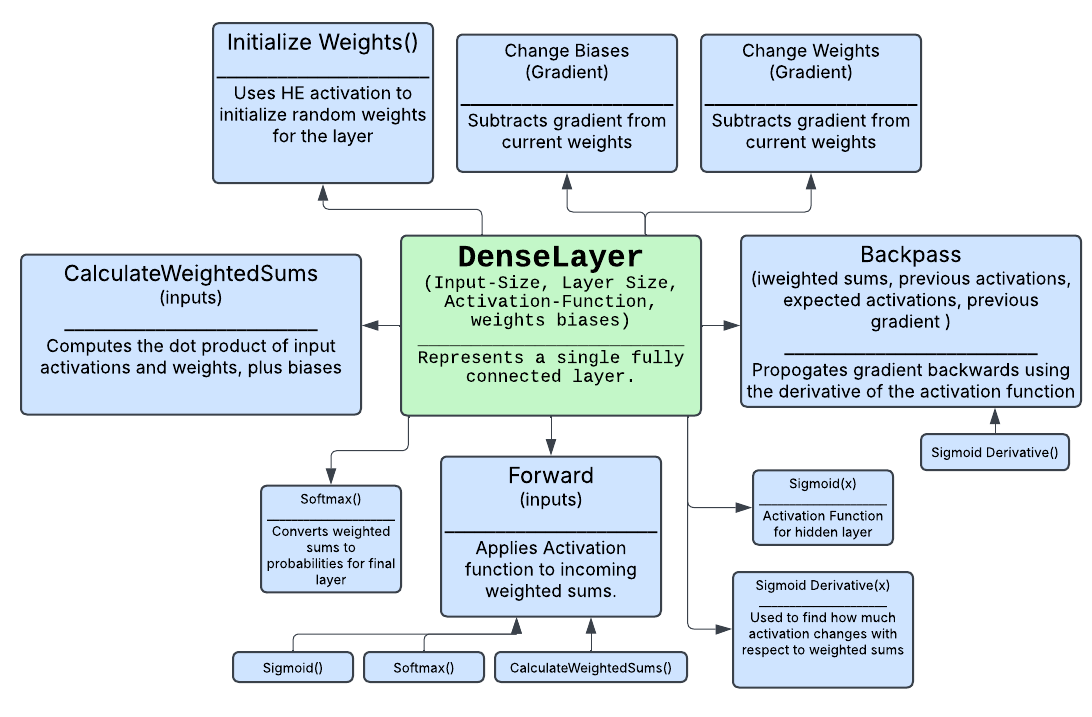 Initialize Weights()
Uses HE activation to
initialize random weights
for the layer
Change Biases
(Gradient)
Subtracts gradient from
current weights
Change Weights
(Gradient)
Subtracts gradient from
current weights
CalculateWeightedSums
(inputs)
Computes the dot product of input
activations and weights, plus biases
DenseLayer
(Input-Size, Layer Size,
Activation-Function,
weights biases)
Represents a single fully
connected layer.
Backpass
(iweighted sums, previous activations,
expected activations, previous
gradient )
Propogates gradient backwards using
the derivative of the activation function
Sigmoid Derivative()
Softmax()
Converts weighted
sums to
probabilities for final
layer
Forward
(inputs)
Applies Activation
function to incoming
weighted sums.
Sigmoid(x)
Activation Function
for hidden layer
Sigmoid Derivative(x)
Used to find how much
activation changes with
respect to weighted sums
Sigmoid()
Softmax()
CalculateWeightedSums()